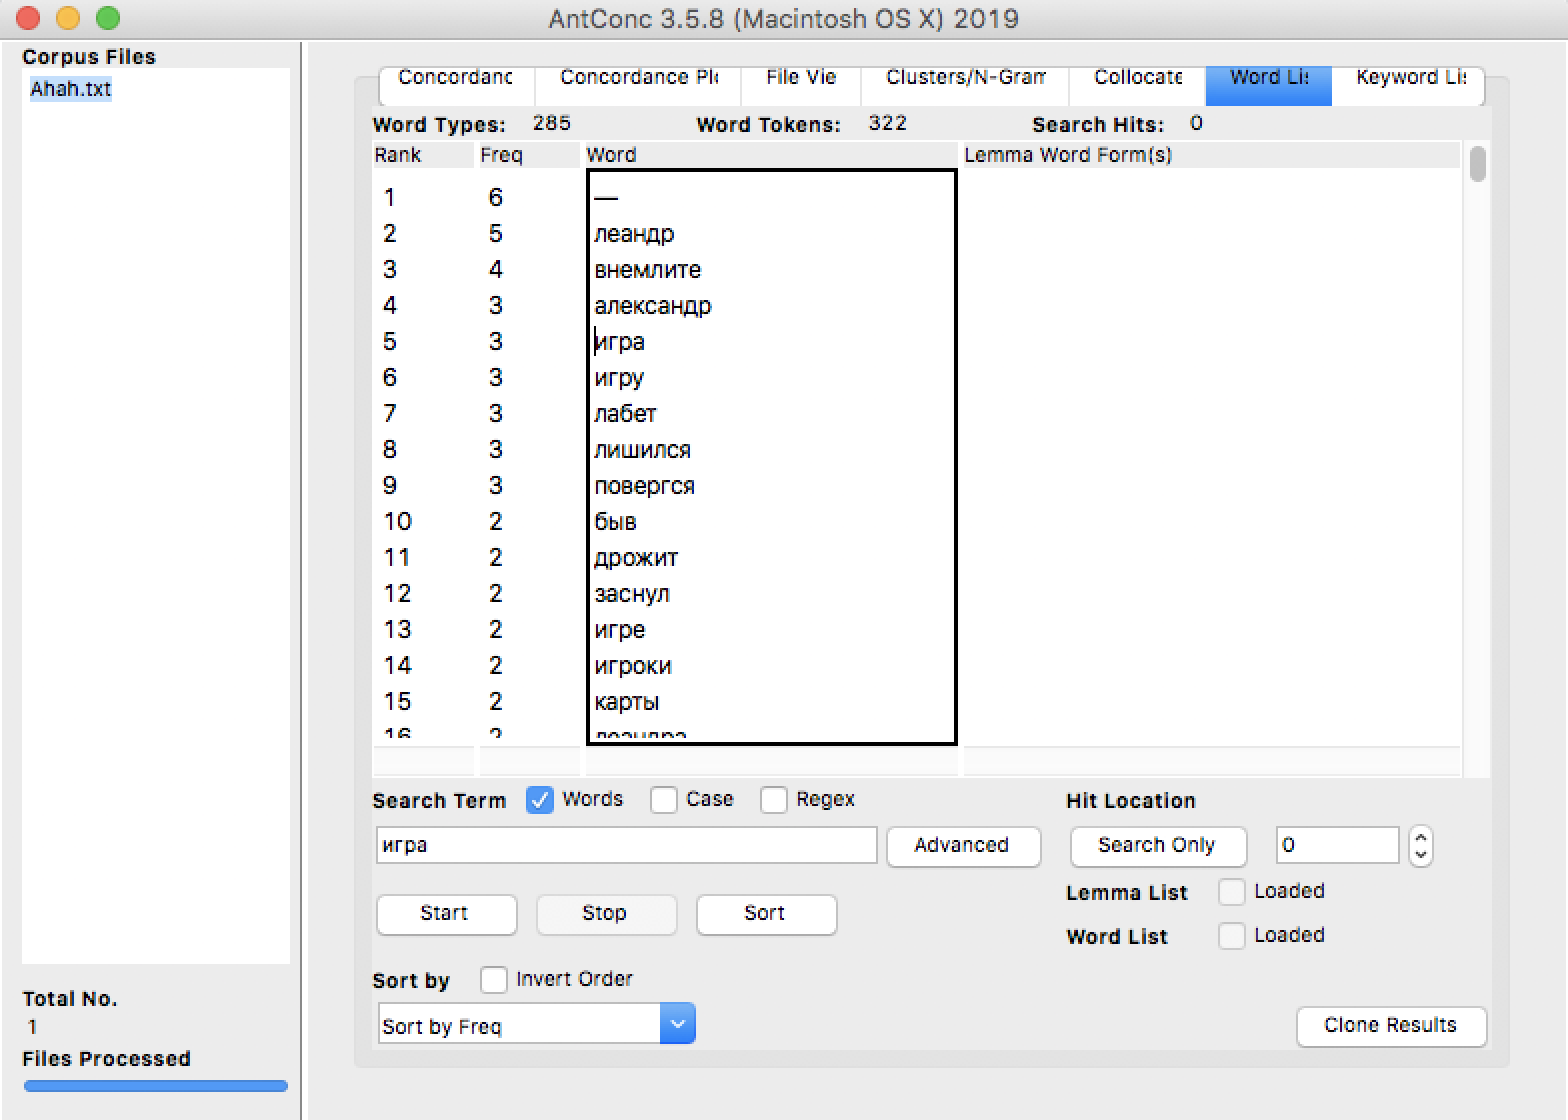 AntConc 3.5.8 (Macintosh OS X) 2019
Corpus Files
Ahah.txt
Concordanc Concordance Pl File Vie Clusters/N-Gram Collocate Word Li Keyword Li
Word Types: 285 Word Tokens: 322 Search Hits: 0
Rank Freq Word Lemma Word Form(s)
1 6 —
2 5 леандр
3 4 внемлите
4 3 александр
5 3 игра
6 3 игру
7 3 лабет
8 3 лишился
9 3 повергся
10 2 быв
11 2 дрожит
12 2 заснул
13 2 игре
14 2 игроки
15 2 карты
16 2 леандра
Search Term Words Case Regex Hit Location
игра Advanced Search Only 0
Lemma List Loaded
Start Stop Sort
Word List Loaded
Sort by Invert Order
Sort by Freq
Clone Results
Total No.
1
Files Processed